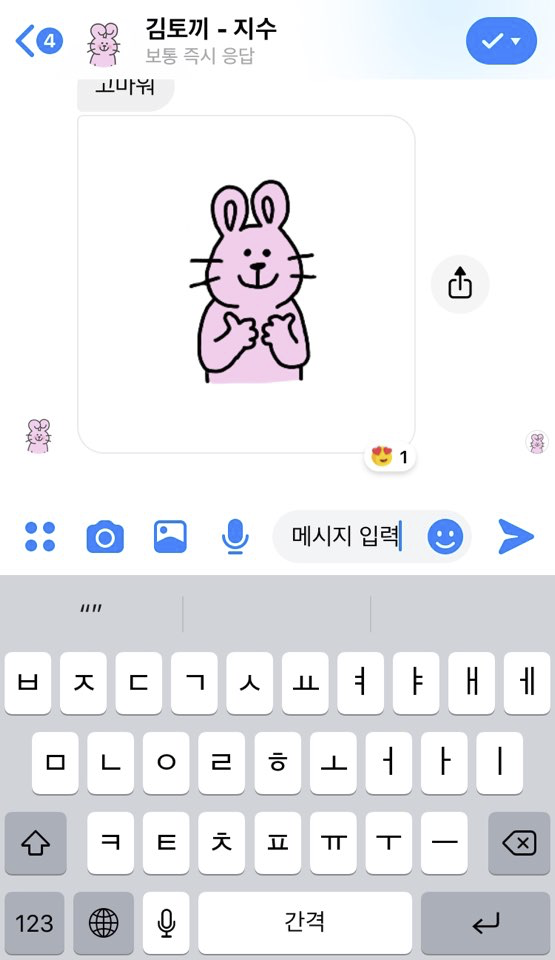 4
김토끼 - 지수
보통 즉시 응답
고마워
1
메시지 입력
“”
ㅂ ㅈ ㄷ ㄱ ㅅ ㅛ ㅕ ㅑ ㅐ ㅔ
ㅁ ㄴ ㅇ ㄹ ㅎ ㅗ ㅓ ㅏ ㅣ
ㅋ ㅌ ㅊ ㅍ ㅠ ㅜ ㅡ
123 간격